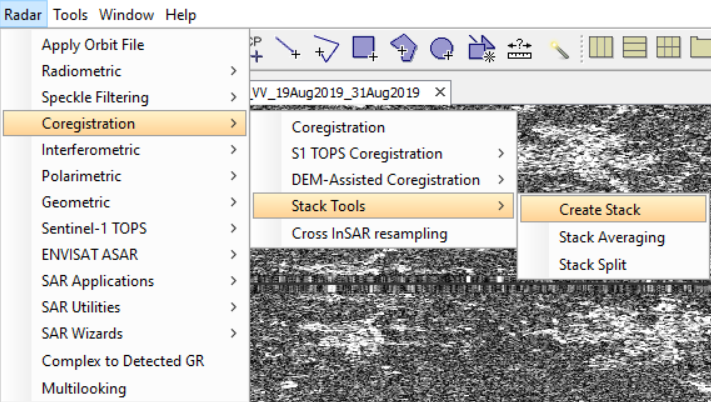 Radar Tools Window Help
Apply Orbit File
Radiometric
Speckle Filtering
Coregistration
Interferometric
Polarimetric
Geometric
Sentinel-1 TOPS
ENVISAT ASAR
SAR Applications
SAR Utilities
SAR Wizards
Complex to Detected GR
Multilooking
CP
_VV_19Aug2019_31Aug2019 ×
Coregistration
S1 TOPS Coregistration
DEM-Assisted Coregistration
Stack Tools
Cross InSAR resampling
Create Stack
Stack Averaging
Stack Split